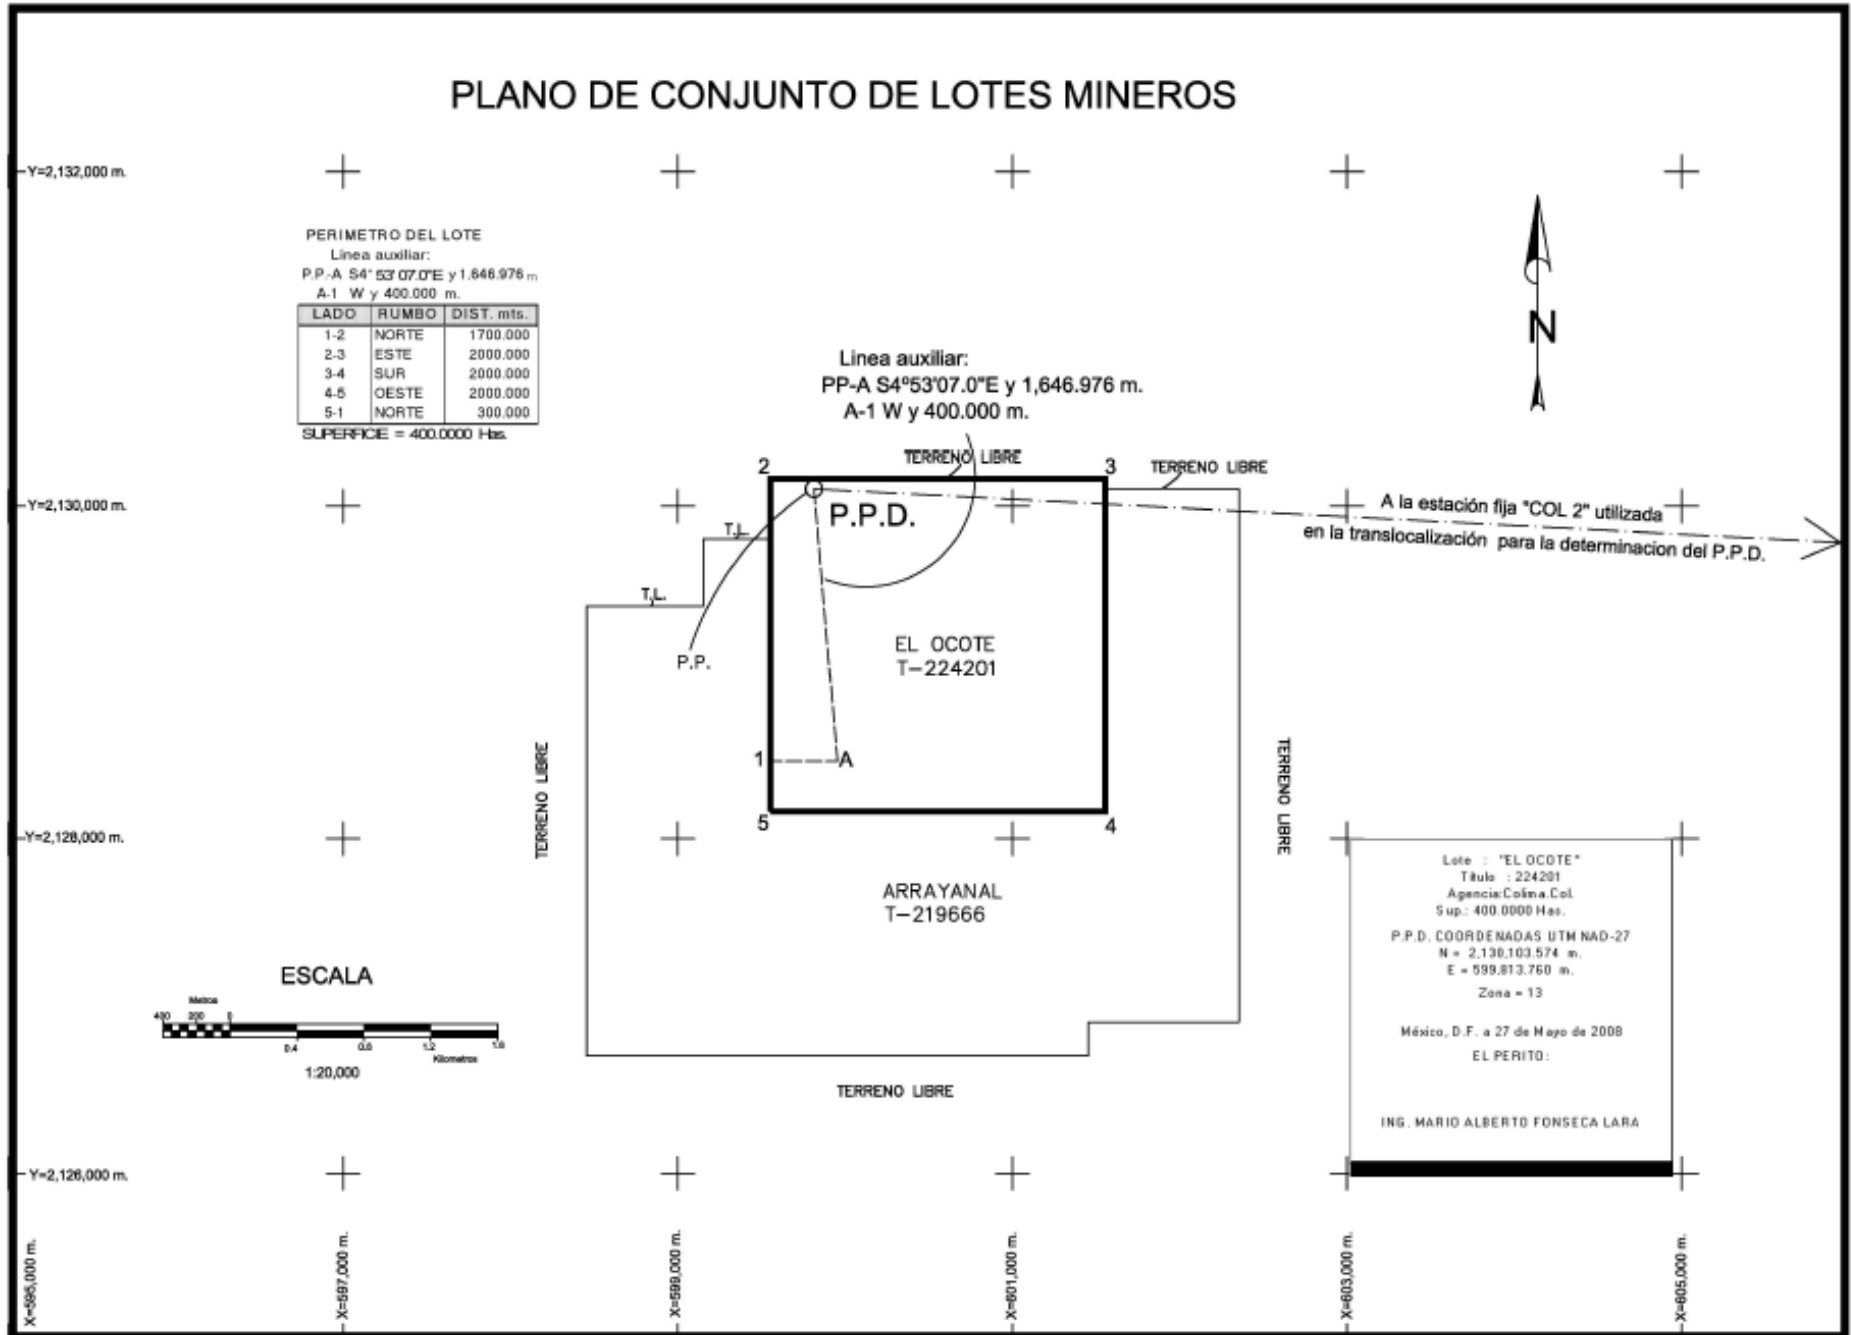 PLANO DE CONJUNTO DE LOTES MINEROS
Y=2,132,000 m.
PERIMETRO DEL LOTE
Línea auxiliar:
P.P.-A S4° 53' 07.0"E y 1.646.976 m
A-1 W y 400.000 m.
LADO RUMBO DIST. mts.
1-2 NORTE 1700.000
2-3 ESTE 2000.000
3-4 SUR 2000.000
4-5 OESTE 2000.000
5-1 NORTE 300.000
SUPERFICIE = 400.0000 Has.
N
Linea auxiliar:
PP-A S4º53'07.0"E y 1,646.976 m.
A-1 W y 400.000 m.
2
TERRENO LIBRE
3
TERRENO LIBRE
Y=2,130,000 m.
P.P.D.
A la estación fija "COL 2" utilizada
en la translocalización para la determinacion del P.P.D.
T.L.
T.L.
P.P.
EL OCOTE
T-224201
1
A
5
4
TERRENO LIBRE
TERRENO LIBRE
Y=2,128,000 m.
ARRAYANAL
T-219666
Lote : "EL OCOTE"
Título : 224201
Agencia:Colima.Col.
Sup.: 400.0000 Has.
P.P.D. COORDENADAS UTM NAD-27
N = 2,130,103.574 m.
E = 599,813.760 m.
Zona = 13
México, D.F. a 27 de Mayo de 2008
EL PERITO:
ING. MARIO ALBERTO FONSECA LARA
ESCALA
Metros
400 200 0
0.4 0.8 1.2 1.6
Kilometros
1:20,000
TERRENO LIBRE
Y=2,126,000 m.
X=595,000 m.
X=597,000 m.
X=599,000 m.
X=601,000 m.
X=603,000 m.
X=605,000 m.